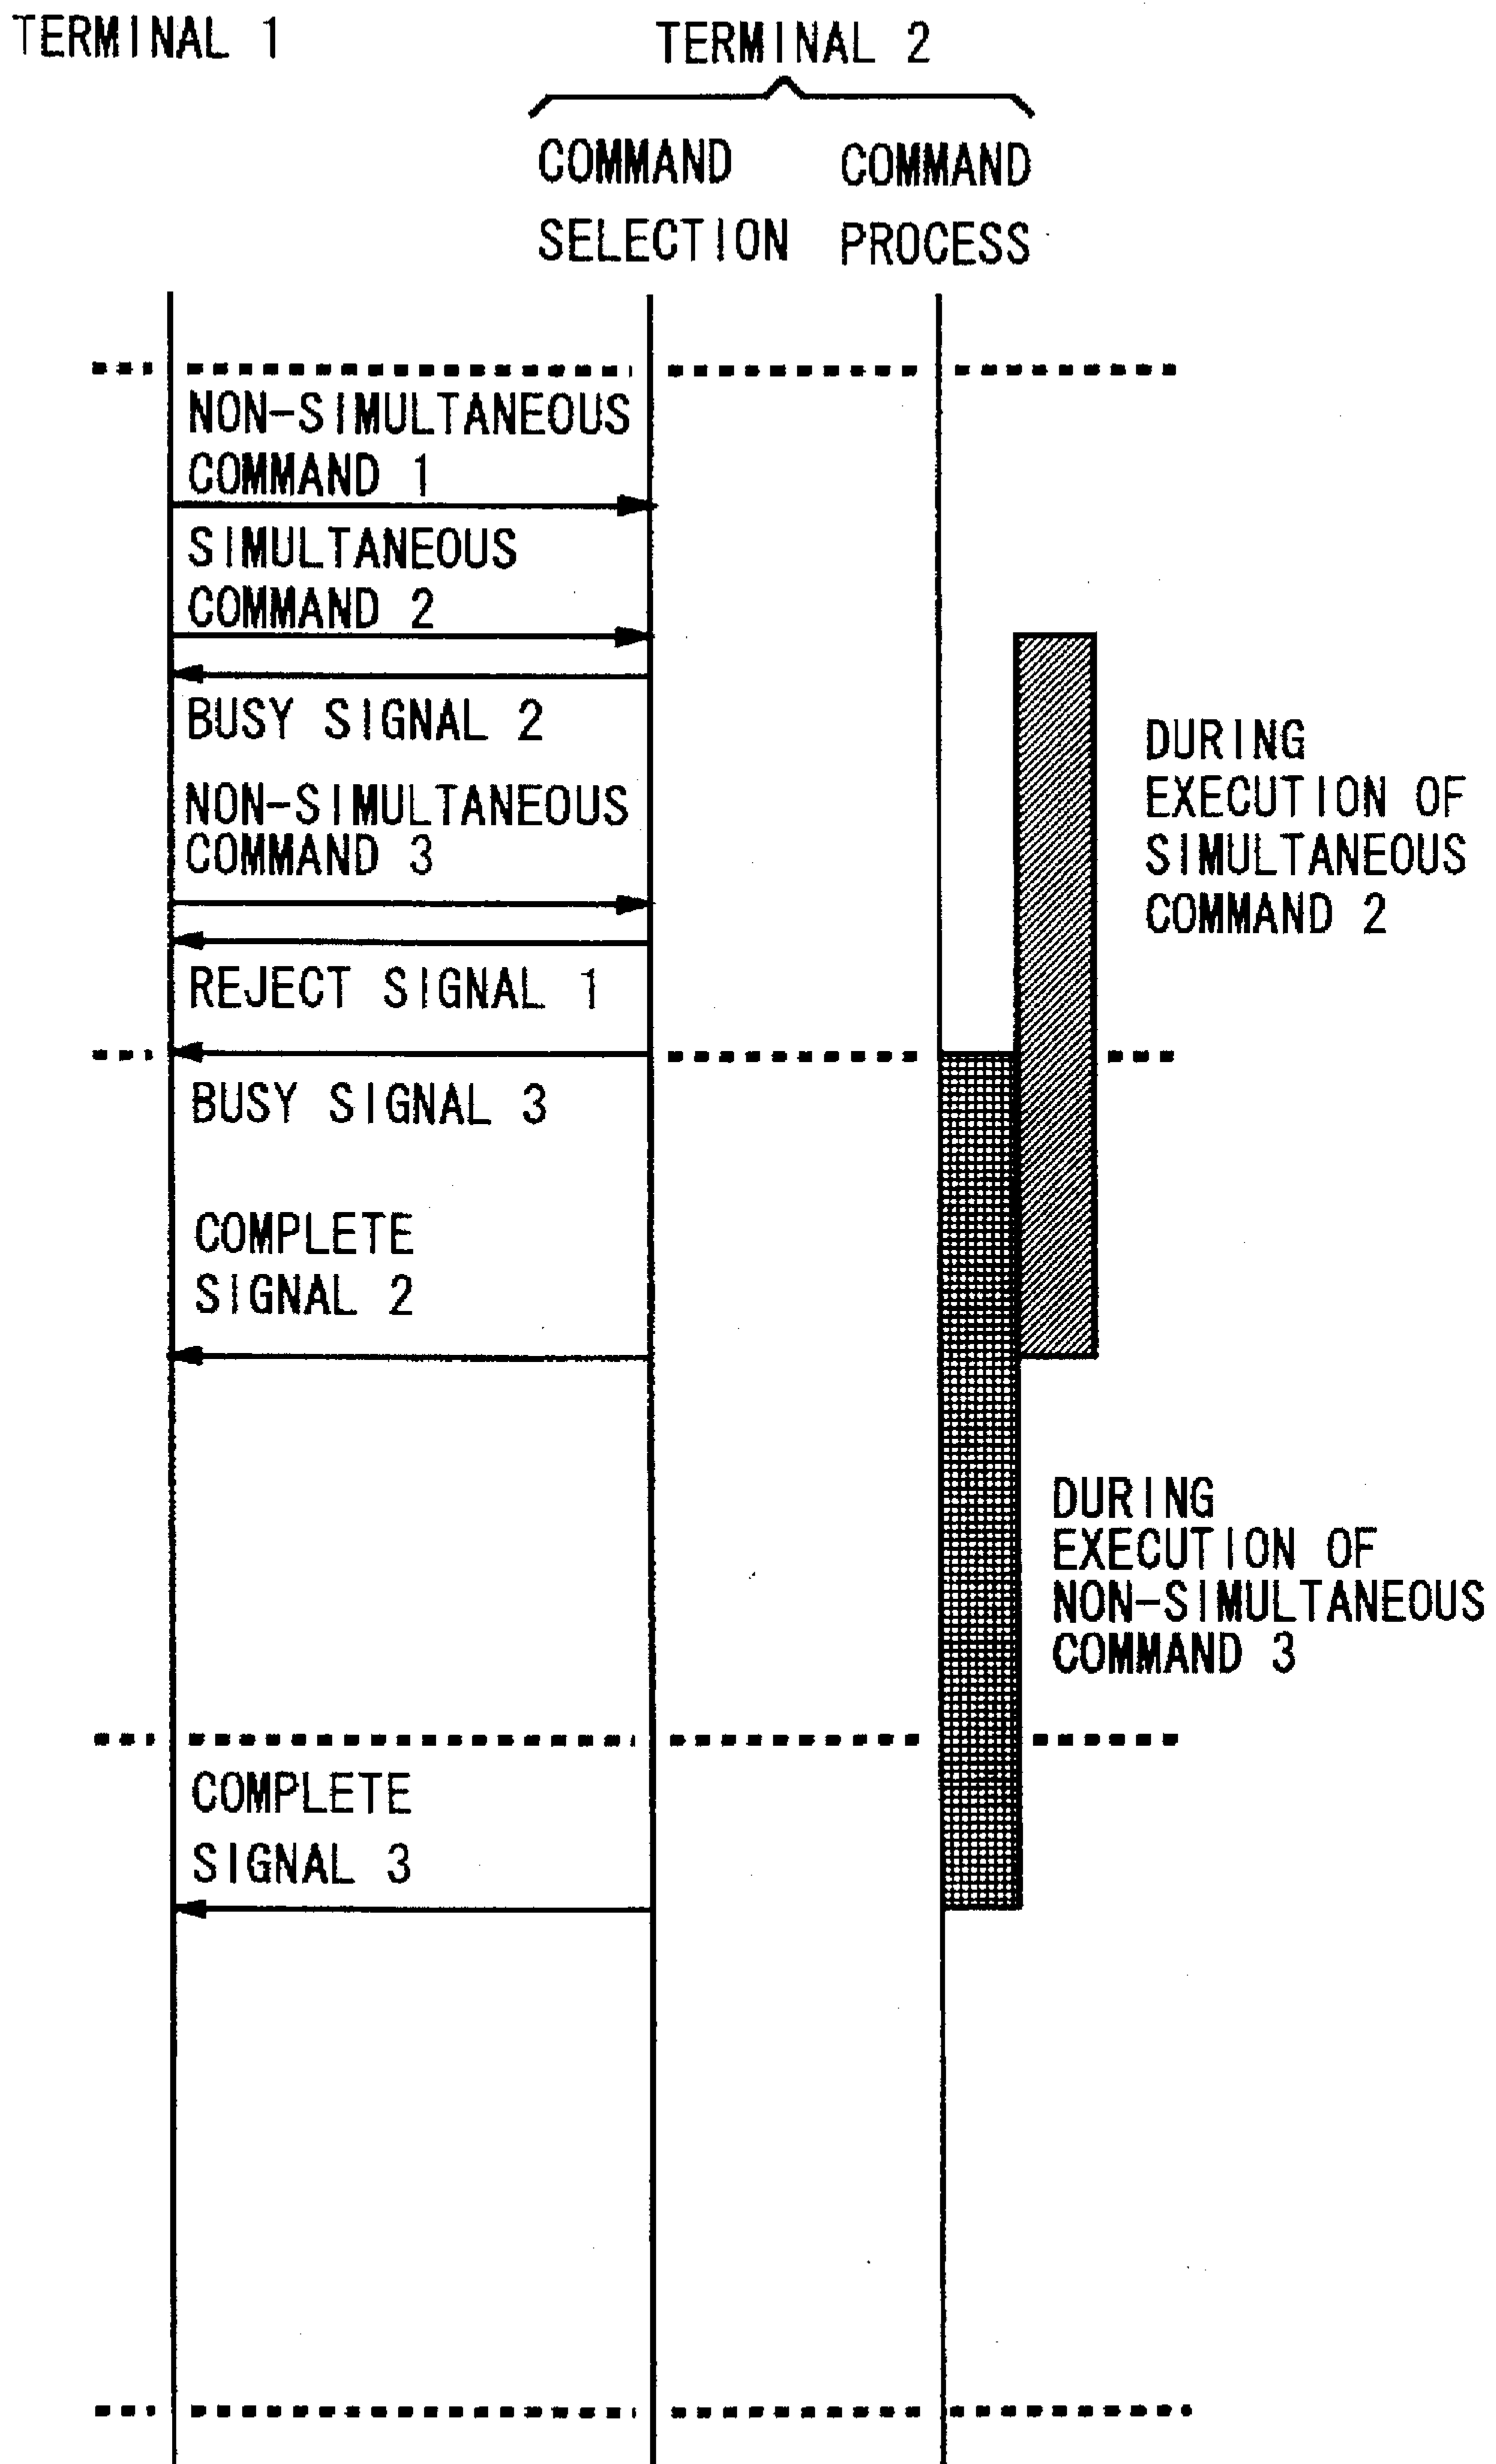 TERMINAL 1
TERMINAL 2
COMMAND
SELECTION
COMMAND
PROCESS
NON-SIMULTANEOUS
COMMAND 1
SIMULTANEOUS
COMMAND 2
BUSY SIGNAL 2
DURING
EXECUTION OF
SIMULTANEOUS
COMMAND 2
NON-SIMULTANEOUS
COMMAND 3
REJECT SIGNAL 1
BUSY SIGNAL 3
COMPLETE
SIGNAL 2
DURING
EXECUTION OF
NON-SIMULTANEOUS
COMMAND 3
COMPLETE
SIGNAL 3